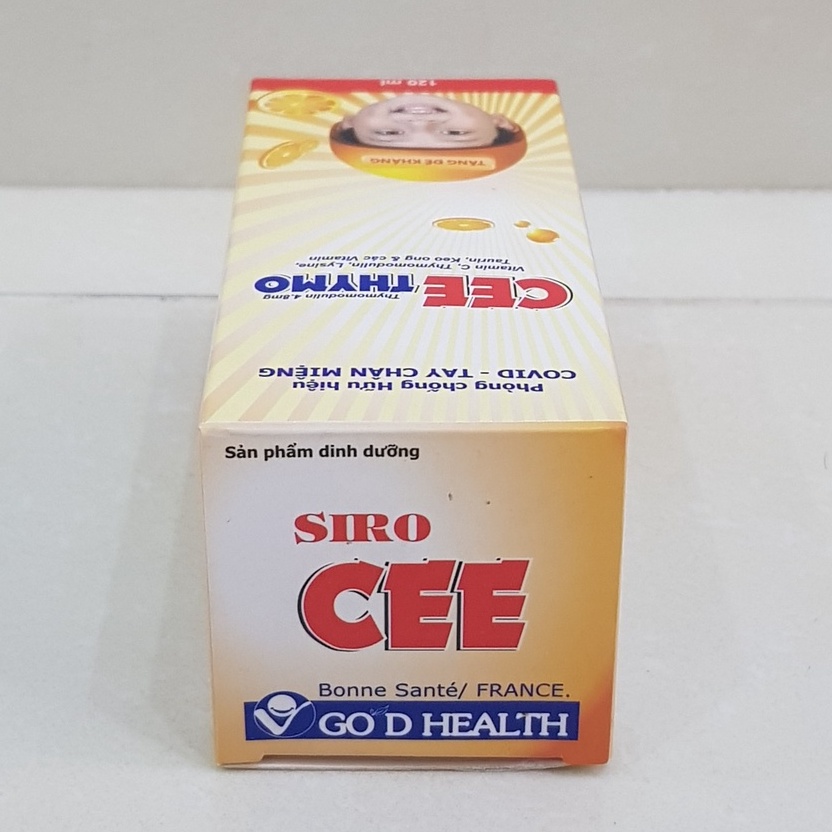 Sản phẩm dinh dưỡng
SIRO
CEE
Bonne Santé/ FRANCE.
GO'D HEALTH
Phòng chống Hữu hiệu
COVID - TAY CHÂN MIỆNG
Thymomodulin 4.8mg
CEE/THYMO
Vitamin C, Thymomodulin, Lysine,
Taurin, Keo ong & các Vitamin
TĂNG ĐỀ KHÁNG
120 ml